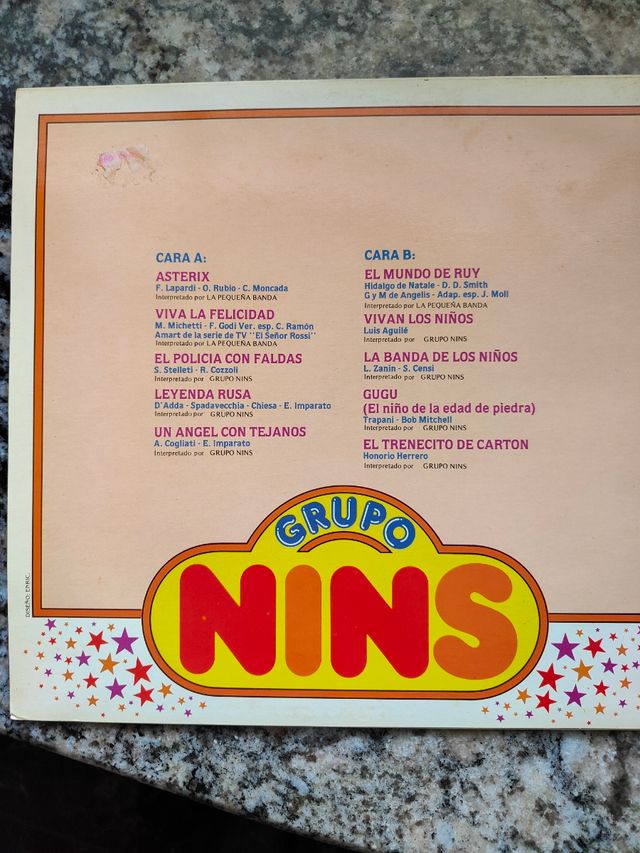 CARA A:
ASTERIX
F. Lapardi - O. Rubio - C. Moncada
Interpretado por LA PEQUEÑA BANDA
VIVA LA FELICIDAD
M. Michetti - F. Godi Ver. esp. C. Ramón
Amart de la serie de TV "El Señor Rossi"
Interpretado por LA PEQUEÑA BANDA
EL POLICIA CON FALDAS
S. Stelleti - R. Cozzoli
Interpretado por GRUPO NINS
LEYENDA RUSA
D'Adda - Spadavecchia - Chiesa - E. Imparato
Interpretado por GRUPO NINS
UN ANGEL CON TEJANOS
A. Cogliati - E. Imparato
Interpretado por GRUPO NINS
CARA B:
EL MUNDO DE RUY
Hidalgo de Natale - D. D. Smith
G y M de Angelis - Adap. esp. J. Moll
Interpretado por LA PEQUEÑA BANDA
VIVAN LOS NIÑOS
Luis Aguilé
Interpretado por GRUPO NINS
LA BANDA DE LOS NIÑOS
L. Zanin - S. Censi
Interpretado por GRUPO NINS
GUGU
(El niño de la edad de piedra)
Trapani - Bob Mitchell
Interpretado por GRUPO NINS
EL TRENECITO DE CARTON
Honorio Herrero
Interpretado por GRUPO NINS
GRUPO
NINS
DISEÑO: ENRIC.